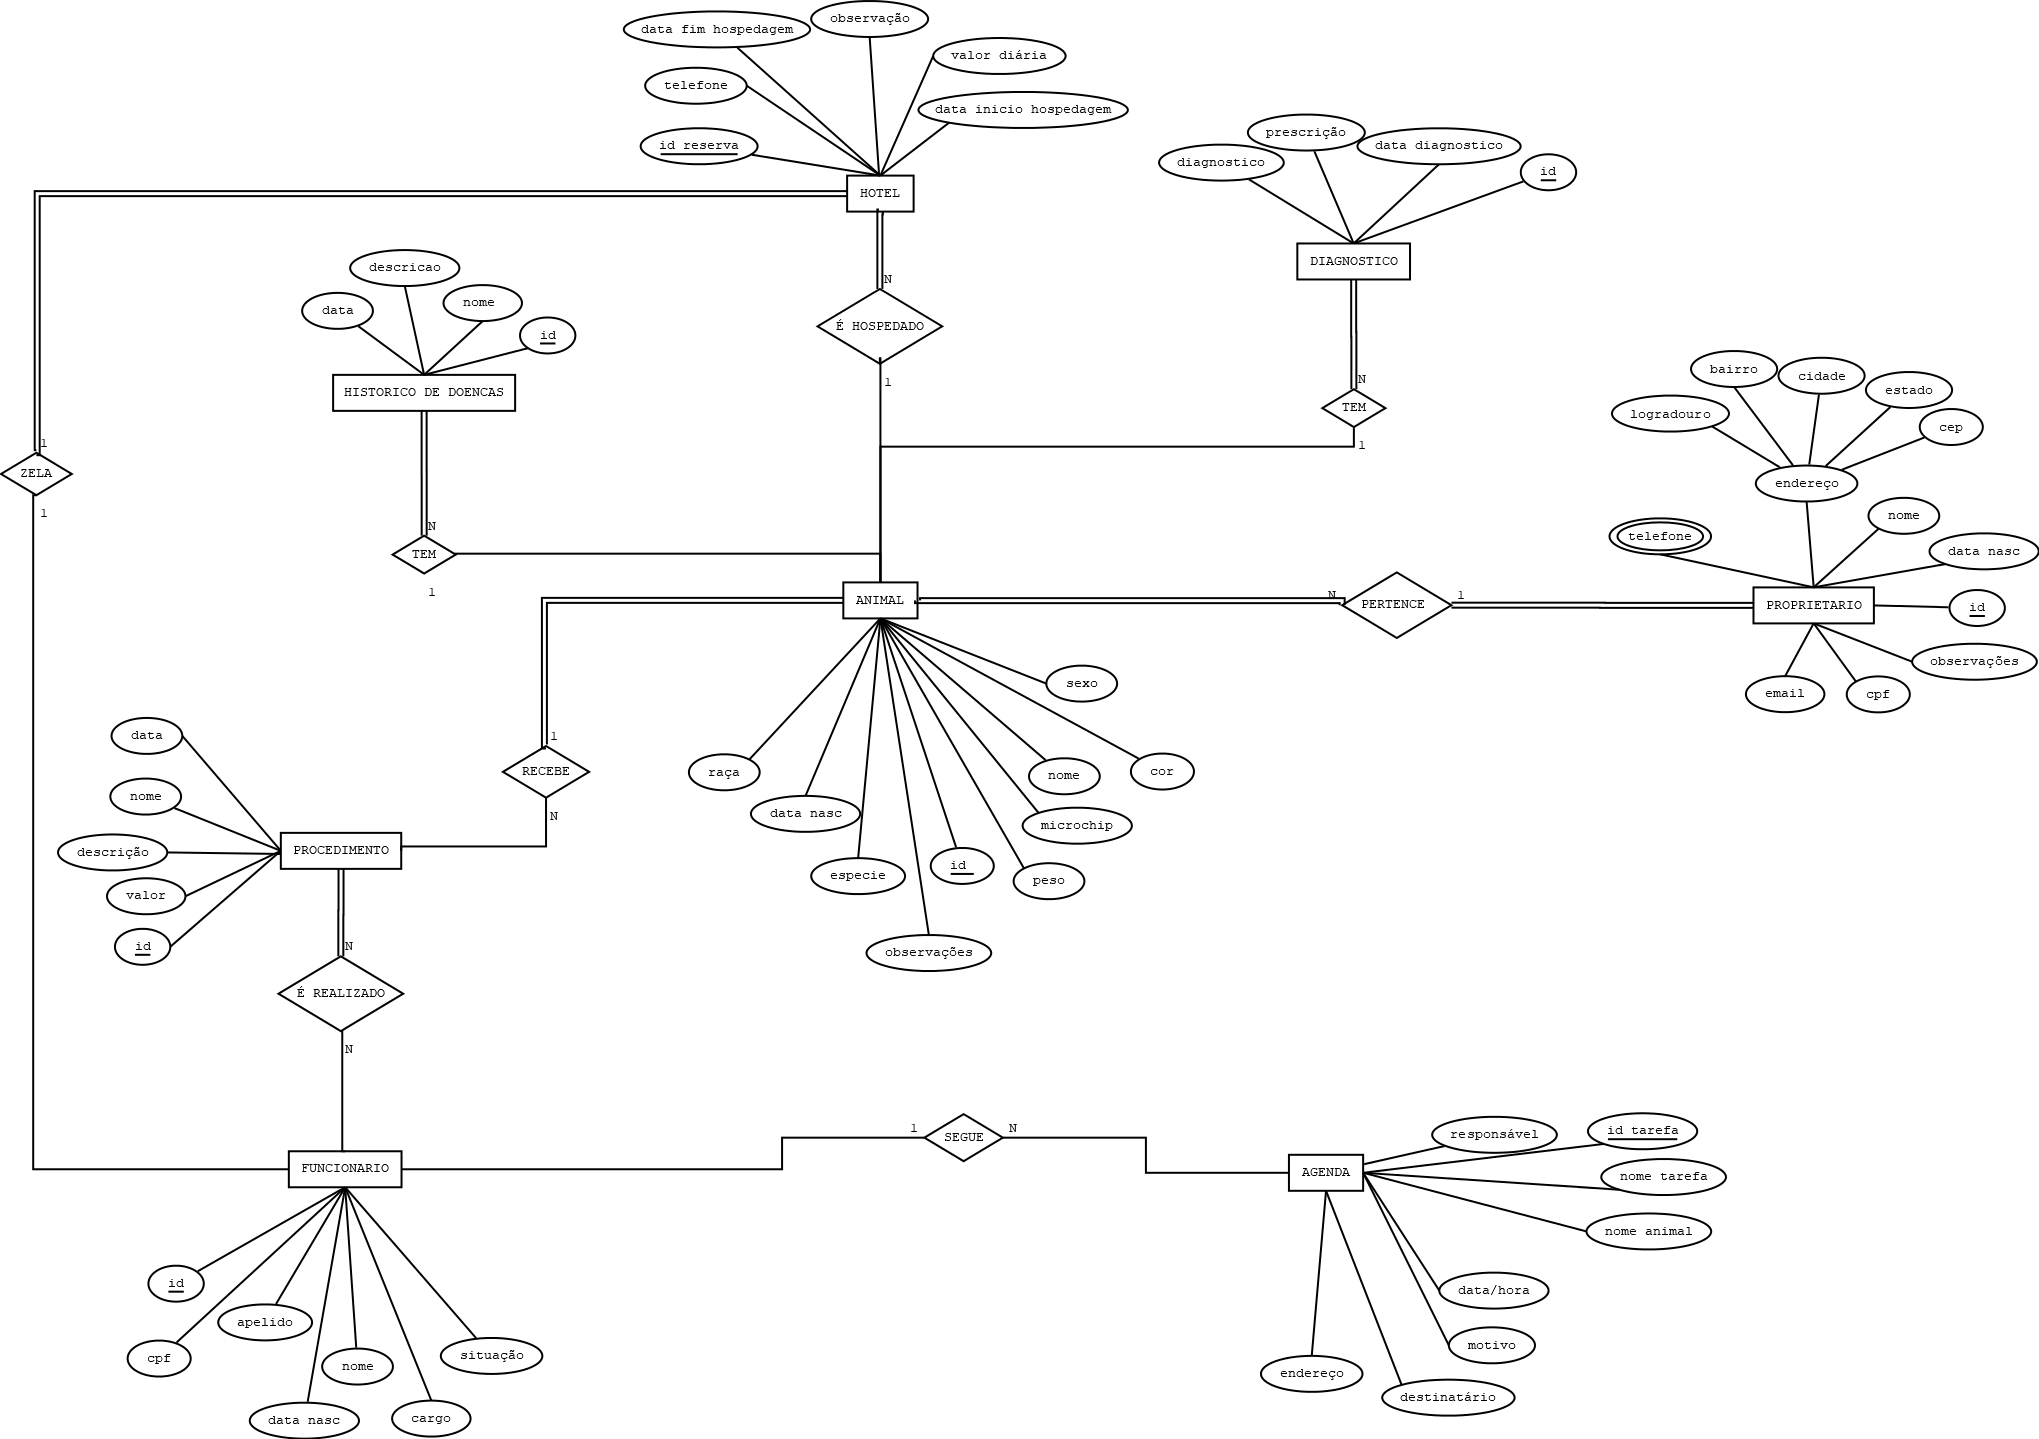 observação
data fim hospedagem
valor diária
telefone
data inicio hospedagem
id reserva
prescrição
data diagnostico
diagnostico
id
HOTEL
DIAGNOSTICO
descricao
N
nome
data
É HOSPEDADO
id
bairro
cidade
N
1
estado
HISTORICO DE DOENCAS
TEM
logradouro
cep
1
1
ZELA
endereço
1
nome
N
telefone
data nasc
TEM
1
N
1
ANIMAL
PERTENCE
PROPRIETARIO
id
observações
sexo
email
cpf
data
1
RECEBE
raça
nome
cor
nome
data nasc
N
microchip
PROCEDIMENTO
descrição
id
especie
peso
valor
id
N
observações
É REALIZADO
N
1
N
responsável
id tarefa
SEGUE
FUNCIONARIO
AGENDA
nome tarefa
nome animal
id
data/hora
apelido
motivo
situação
cpf
nome
endereço
destinatário
data nasc
cargo